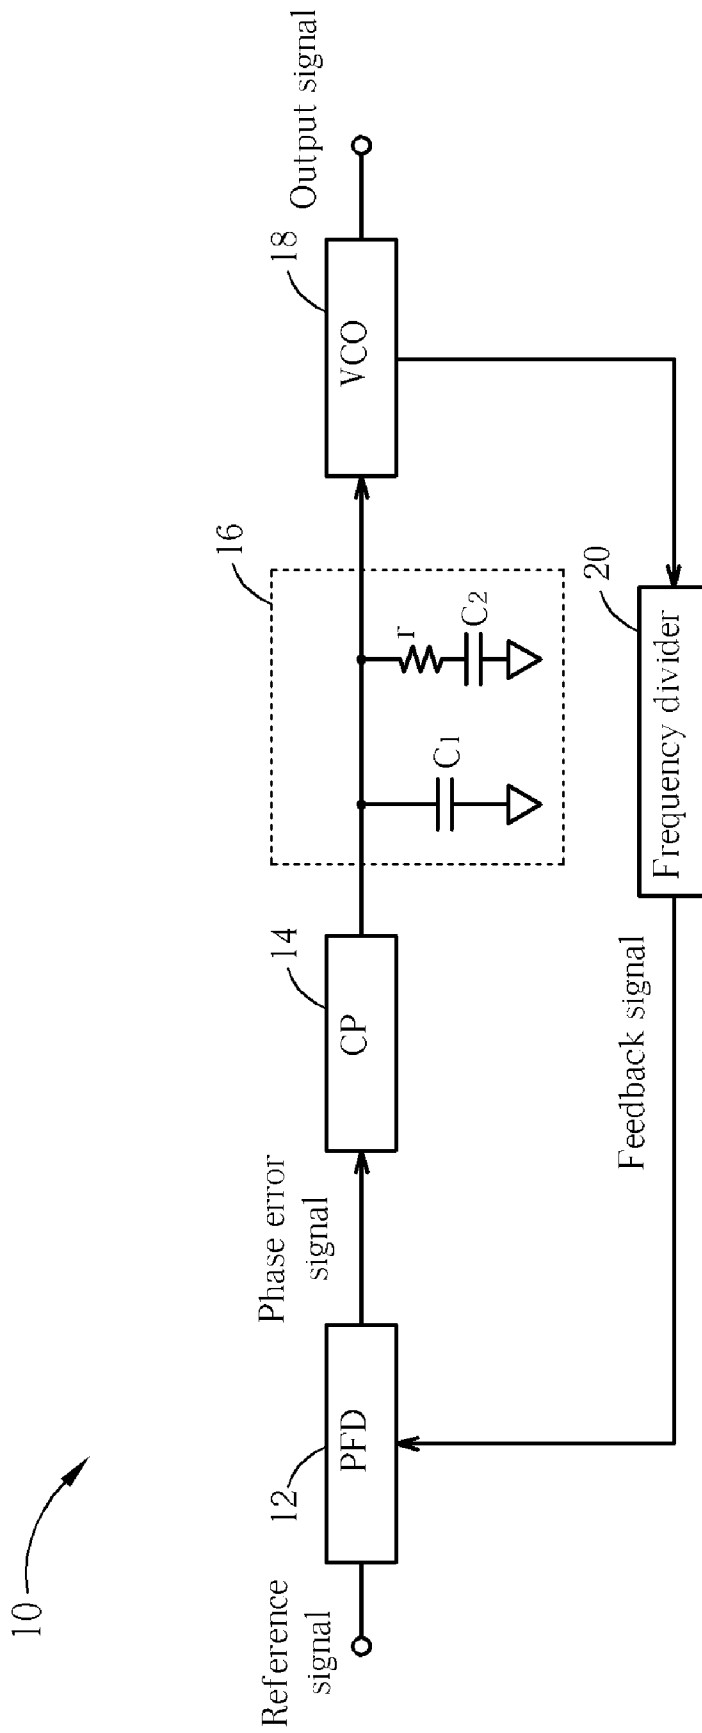 10
Reference
signal
12
PFD
Phase error
signal
14
CP
16
C1
r
C2
18
VCO
Output signal
Feedback signal
20
Frequency divider